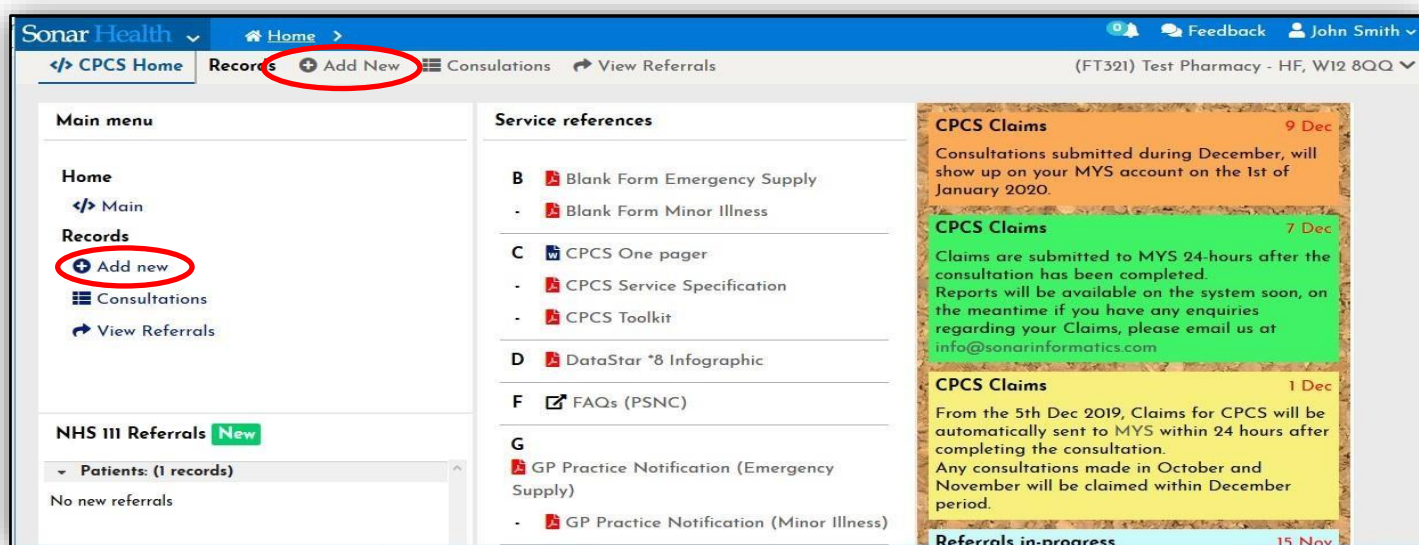 Sonar Health
Home >
Feedback
John Smith
</> CPCS Home
Records
Add New
Consulations
View Referrals
(FT321) Test Pharmacy - HF, W12 8QQ
Main menu
Home
</> Main
Records
Add new
Consultations
View Referrals
NHS 111 Referrals New
Patients: (1 records)
No new referrals
Service references
B Blank Form Emergency Supply
- Blank Form Minor Illness
C CPCS One pager
- CPCS Service Specification
- CPCS Toolkit
D DataStar *8 Infographic
F FAQs (PSNC)
G
GP Practice Notification (Emergency
Supply)
- GP Practice Notification (Minor Illness)
CPCS Claims 9 Dec
Consultations submitted during December, will
show up on your MYS account on the 1st of
January 2020.
CPCS Claims 7 Dec
Claims are submitted to MYS 24-hours after the
consultation has been completed.
Reports will be available on the system soon, on
the meantime if you have any enquiries
regarding your Claims, please email us at
info@sonarinformatics.com
CPCS Claims 1 Dec
From the 5th Dec 2019, Claims for CPCS will be
automatically sent to MYS within 24 hours after
completing the consultation.
Any consultations made in October and
November will be claimed within December
period.
Referrals in-progress 15 Nov